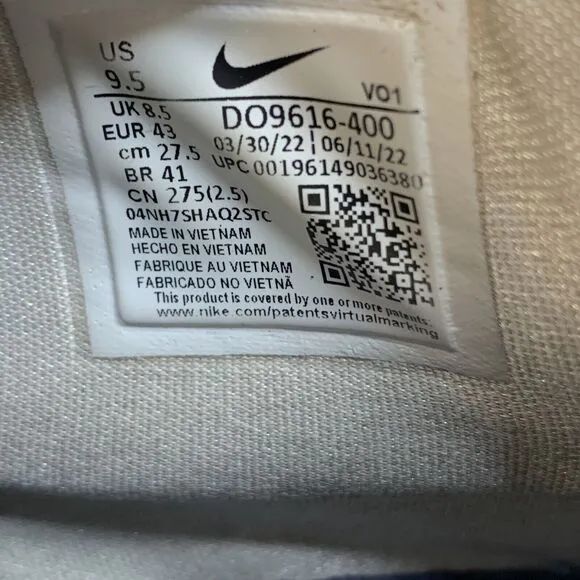 US
9.5
VO1
UK 8.5
DO9616-400
EUR 43
03/30/22 | 06/11/22
cm 27.5
UPC 00196149036380
BR 41
CN 275(2.5)
04NH7SHAQ2STC
MADE IN VIETNAM
HECHO EN VIETNAM
FABRIQUE AU VIETNAM
FABRICADO NO VIETNÃ
This product is covered by one or more patents:
www.nike.com/patentsvirtualmarking